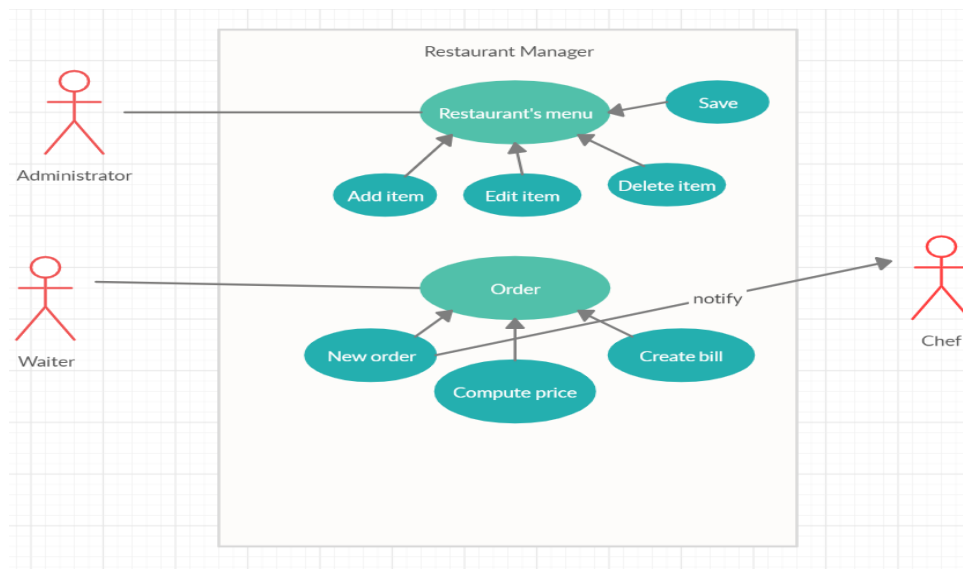 Restaurant Manager
Restaurant's menu
Save
Administrator
Add item
Edit item
Delete item
Order
notify
Waiter
New order
Compute price
Create bill
Chef